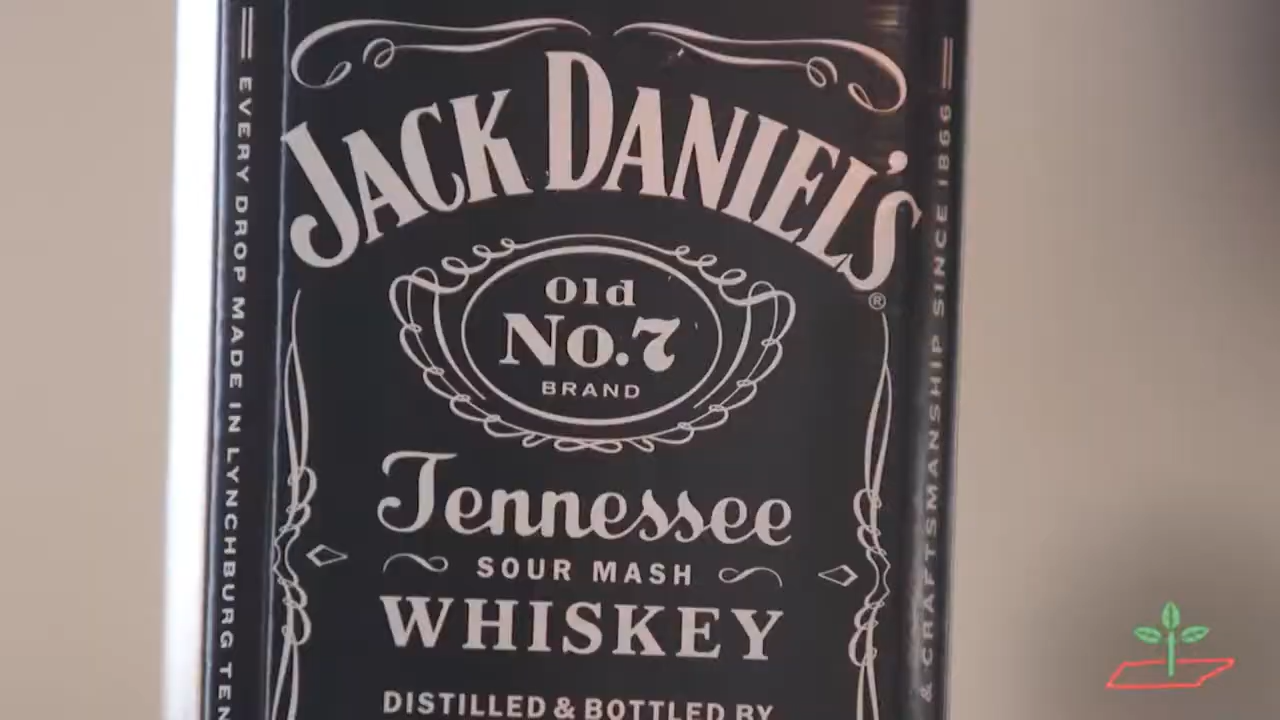 JACK DANIEL'S
®
Old
No.7
BRAND
Tennessee
SOUR MASH
WHISKEY
DISTILLED & BOTTLED BY
EVERY DROP MADE IN LYNCHBURG TEN
& CRAFTSMANSHIP SINCE 1866